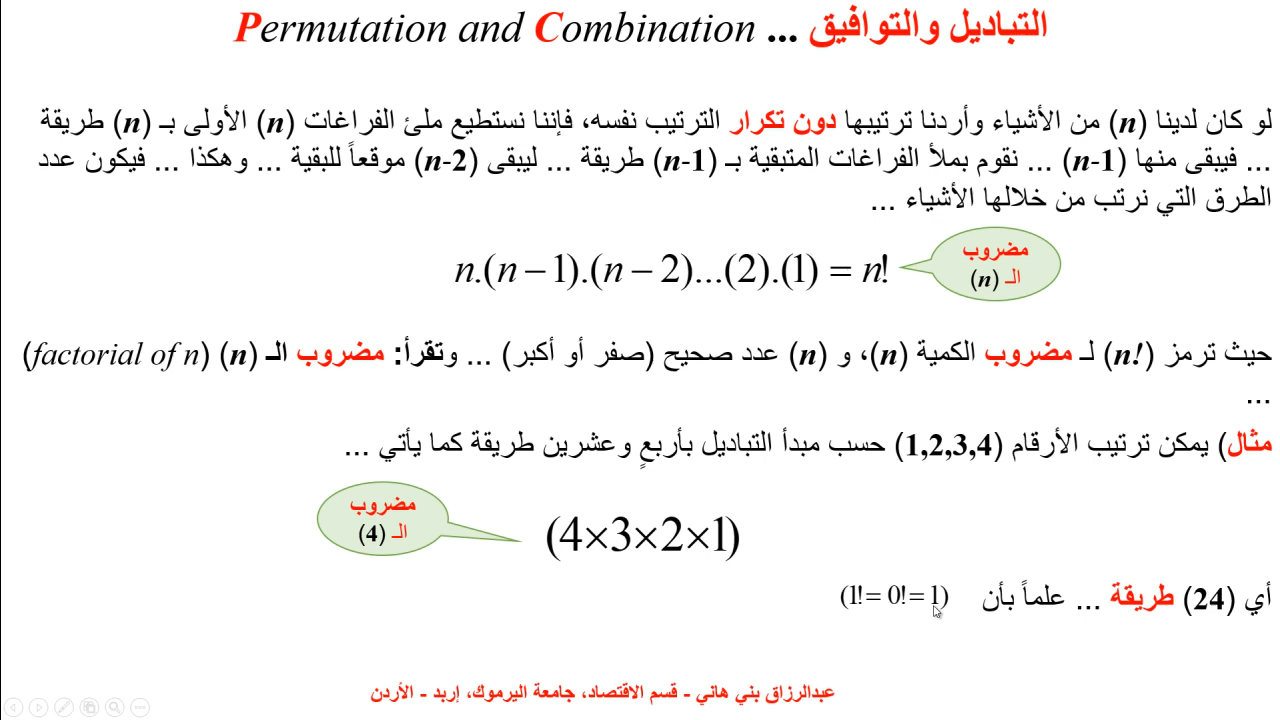 التباديل والتوافيق ... Permutation and Combination
لو كان لدينا (n) من الأشياء وأردنا ترتيبها دون تكرار الترتيب نفسه، فإننا نستطيع ملئ الفراغات (n) الأولى بـ (n) طريقة
... فيبقى منها (n-1) ... نقوم بملأ الفراغات المتبقية بـ (n-1) طريقة ... ليبقى (n-2) موقعاً للبقية ... وهكذا ... فيكون عدد
الطرق التي نرتب من خلالها الأشياء ...
n.(n−1).(n−2)...(2).(1) = n!
مضروب
الـ (n)
حيث ترمز (n!) لـ مضروب الكمية (n)، و (n) عدد صحيح (صفر أو أكبر) ... وتقرأ: مضروب الـ (n) (factorial of n)
...
مثال) يمكن ترتيب الأرقام (1,2,3,4) حسب مبدأ التباديل بأربعٍ وعشرين طريقة كما يأتي ...
مضروب
الـ (4)
(4×3×2×1)
أي (24) طريقة ... علماً بأن (1!= 0!= 1)
عبدالرزاق بني هاني - قسم الاقتصاد، جامعة اليرموك، إربد - الأردن